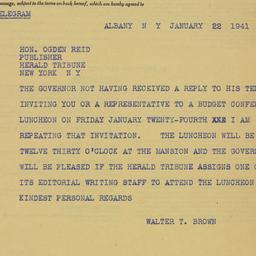 message, subject to the terms on back hereof, which are hereby agreed to
TELEGRAM
ALBANY N Y JANUARY 22 1941
HON. OGDEN REID
PUBLISHER
HERALD TRIBUNE
NEW YORK N Y
THE GOVERNOR NOT HAVING RECEIVED A REPLY TO HIS TE
INVITING YOU OR A REPRESENTATIVE TO A BUDGET CONFE
LUNCHEON ON FRIDAY JANUARY TWENTY-FOURTH XXX I AM
REPEATING THAT INVITATION. THE LUNCHEON WILL BE
TWELVE THIRTY O'CLOCK AT THE MANSION AND THE GOVER
WILL BE PLEASED IF THE HERALD TRIBUNE ASSIGNS ONE O
ITS EDITORIAL WRITING STAFF TO ATTEND THE LUNCHEON
KINDEST PERSONAL REGARDS
WALTER T. BROWN